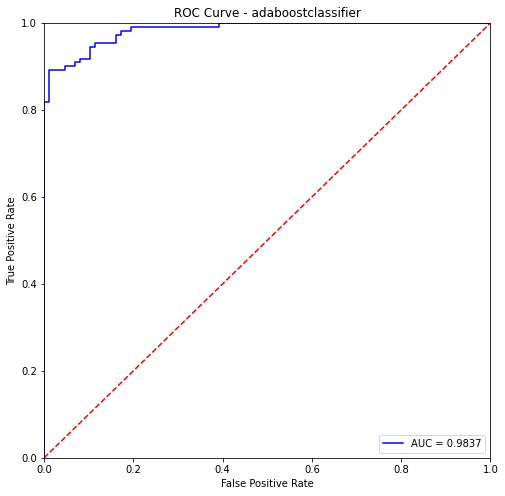 ROC Curve - adaboostclassifier
1.0
0.8
0.6
0.4
0.2
0.0
True Positive Rate
AUC = 0.9837
0.0 0.2 0.4 0.6 0.8 1.0
False Positive Rate